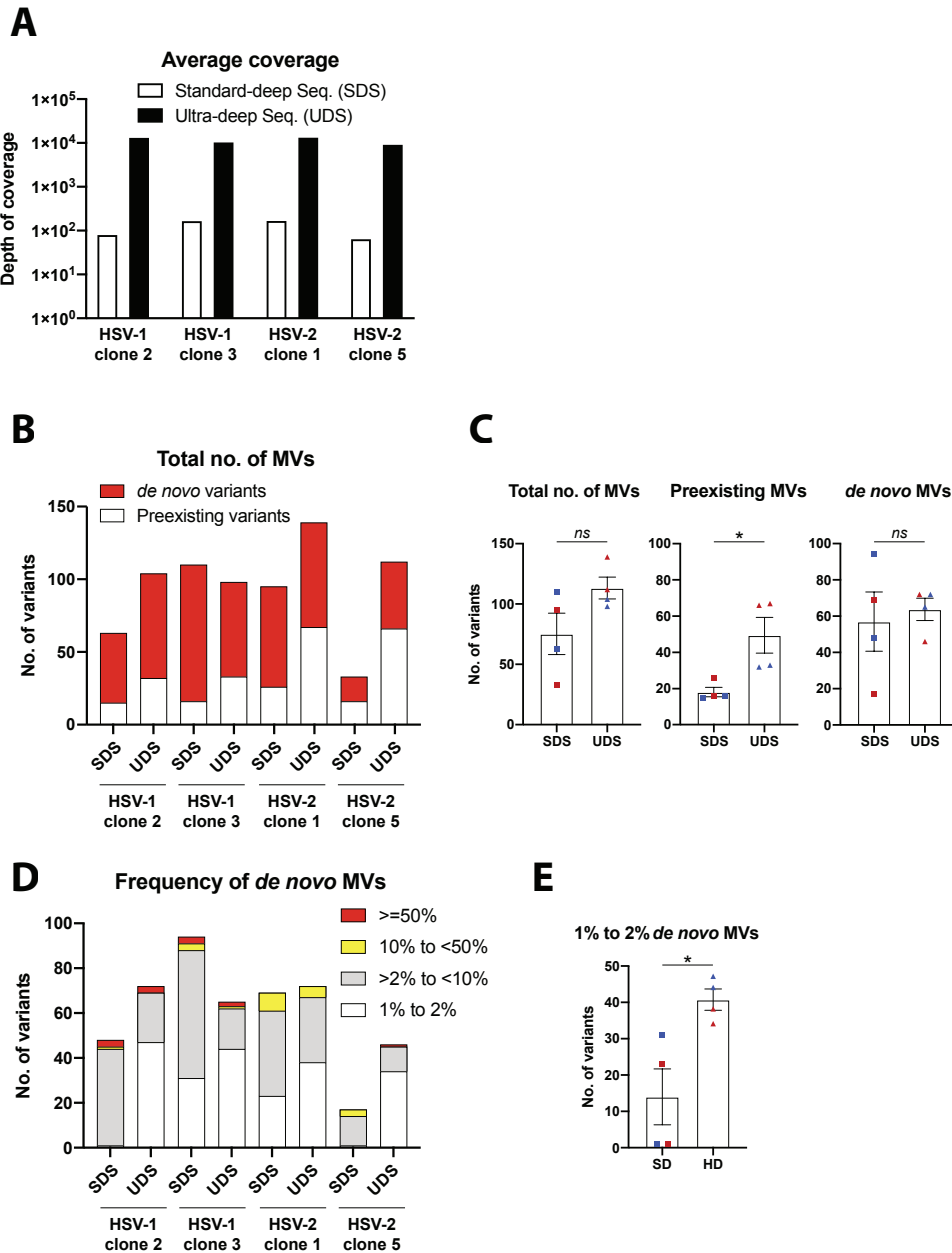 A
Average coverage
Standard-deep Seq. (SDS)
Ultra-deep Seq. (UDS)
Depth of coverage
1×10⁵
1×10⁴
1×10³
1×10²
1×10¹
1×10⁰
HSV-1 HSV-1 HSV-2 HSV-2
clone 2 clone 3 clone 1 clone 5
B
Total no. of MVs
de novo variants
Preexisting variants
No. of variants
150
100
50
0
SDS UDS SDS UDS SDS UDS SDS UDS
HSV-1 HSV-1 HSV-2 HSV-2
clone 2 clone 3 clone 1 clone 5
C
Total no. of MVs
ns
No. of variants
150
100
50
0
SDS UDS
Preexisting MVs
*
100
80
60
40
20
0
SDS UDS
de novo MVs
ns
100
80
60
40
20
0
SDS UDS
D
Frequency of de novo MVs
>=50%
10% to <50%
>2% to <10%
1% to 2%
No. of variants
100
80
60
40
20
0
SDS UDS SDS UDS SDS UDS SDS UDS
HSV-1 HSV-1 HSV-2 HSV-2
clone 2 clone 3 clone 1 clone 5
E
1% to 2% de novo MVs
*
No. of variants
50
40
30
20
10
0
SD HD